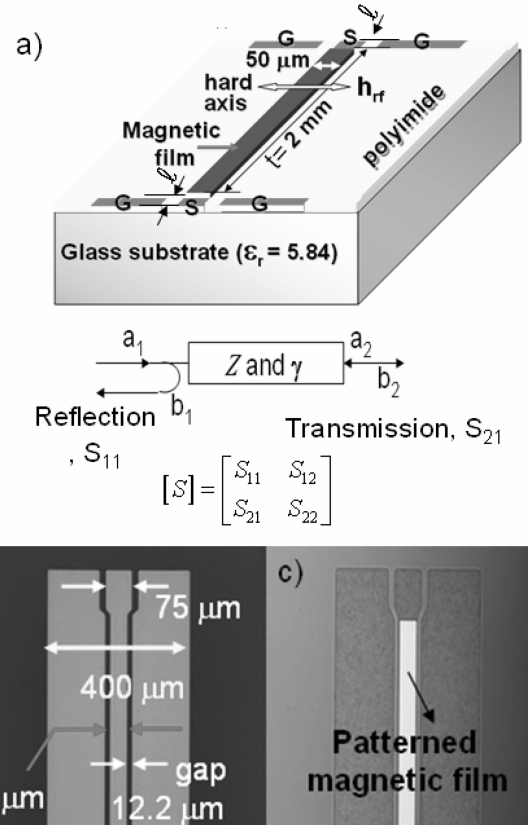 a)
G
S
G
ℓ
50 μm
hard
axis
h_rf
Magnetic
film
t= 2 mm
polyimide
ℓ
G
S
G
Glass substrate (ε_r = 5.84)
a_1
Z and γ
a_2
b_1
b_2
Reflection
, S_11
Transmission, S_21
[S] = [S_11 S_12
S_21 S_22]
75 μm
400 μm
μm
gap
12.2 μm
c)
Patterned
magnetic film